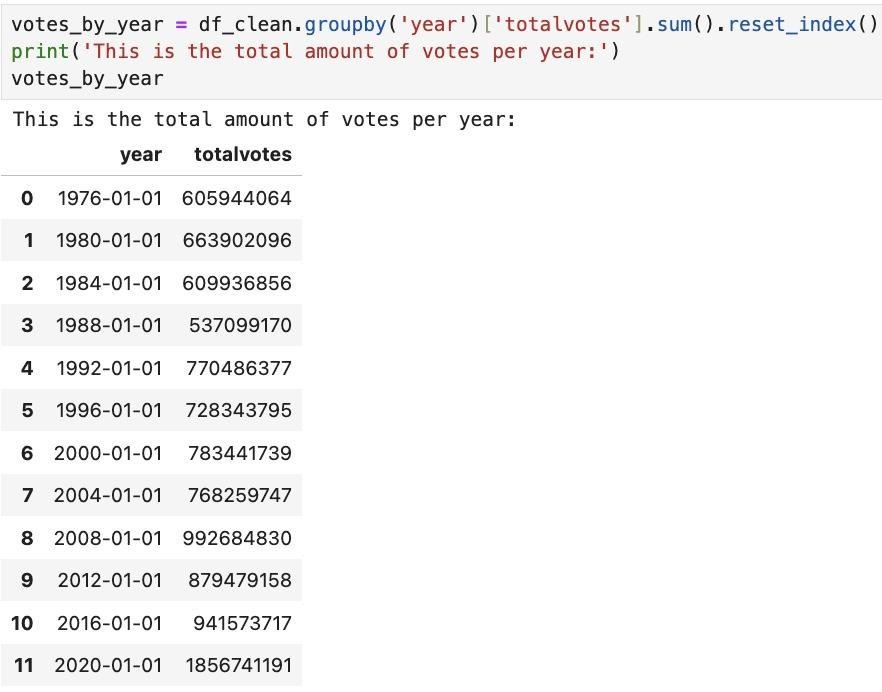 votes_by_year = df_clean.groupby('year')['totalvotes'].sum().reset_index()
print('This is the total amount of votes per year:')
votes_by_year
This is the total amount of votes per year:
year totalvotes
0 1976-01-01 605944064
1 1980-01-01 663902096
2 1984-01-01 609936856
3 1988-01-01 537099170
4 1992-01-01 770486377
5 1996-01-01 728343795
6 2000-01-01 783441739
7 2004-01-01 768259747
8 2008-01-01 992684830
9 2012-01-01 879479158
10 2016-01-01 941573717
11 2020-01-01 1856741191